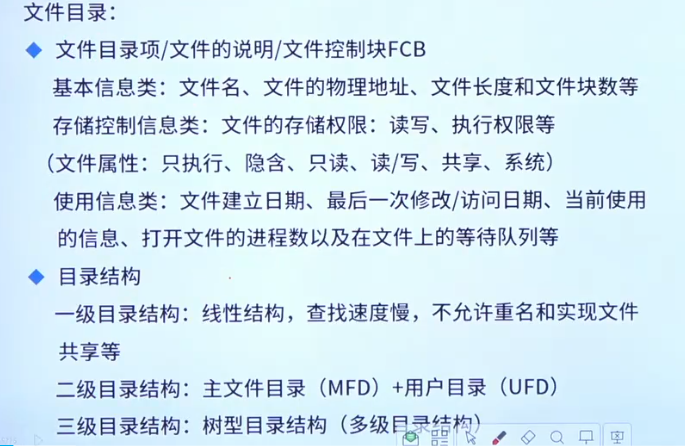 文件目录：
文件目录项/文件的说明/文件控制块FCB
基本信息类：文件名、文件的物理地址、文件长度和文件块数等
存储控制信息类：文件的存储权限：读写、执行权限等
（文件属性：只执行、隐含、只读、读/写、共享、系统）
使用信息类：文件建立日期、最后一次修改/访问日期、当前使用
的信息、打开文件的进程数以及在文件上的等待队列等
目录结构
一级目录结构：线性结构，查找速度慢，不允许重名和实现文件
共享等
二级目录结构：主文件目录（MFD）+用户目录（UFD）
三级目录结构：树型目录结构（多级目录结构）